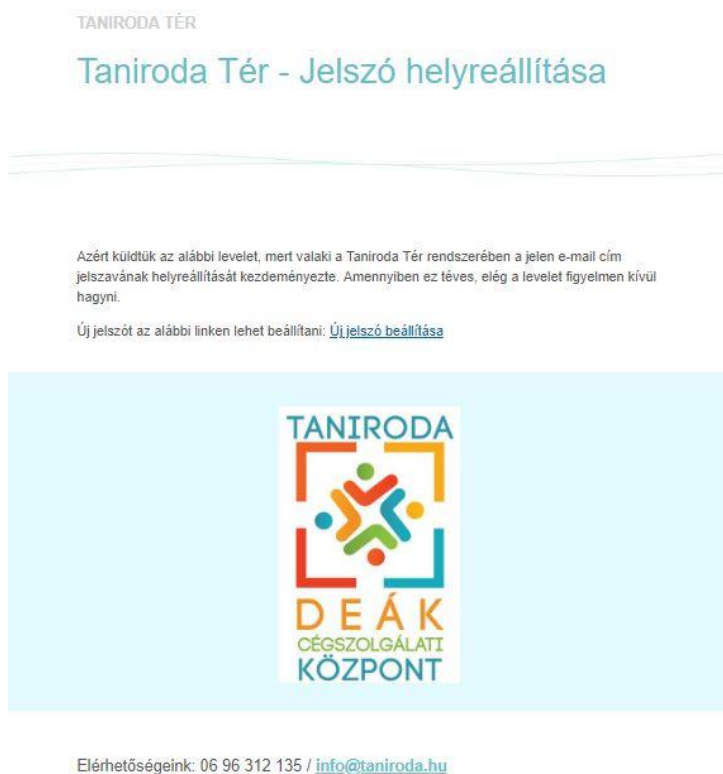 TANIRODA TÉR
Taniroda Tér - Jelszó helyreállítása
Azért küldtük az alábbi levelet, mert valaki a Taniroda Tér rendszerében a jelen e-mail cím
jelszavának helyreállítását kezdeményezte. Amennyiben ez téves, elég a levelet figyelmen kívül
hagyni.
Új jelszót az alábbi linken lehet beállítani: Új jelszó beállítása
TANIRODA
DEÁK
CÉGSZOLGÁLATI
KÖZPONT
Elérhetőségeink: 06 96 312 135 / info@taniroda.hu